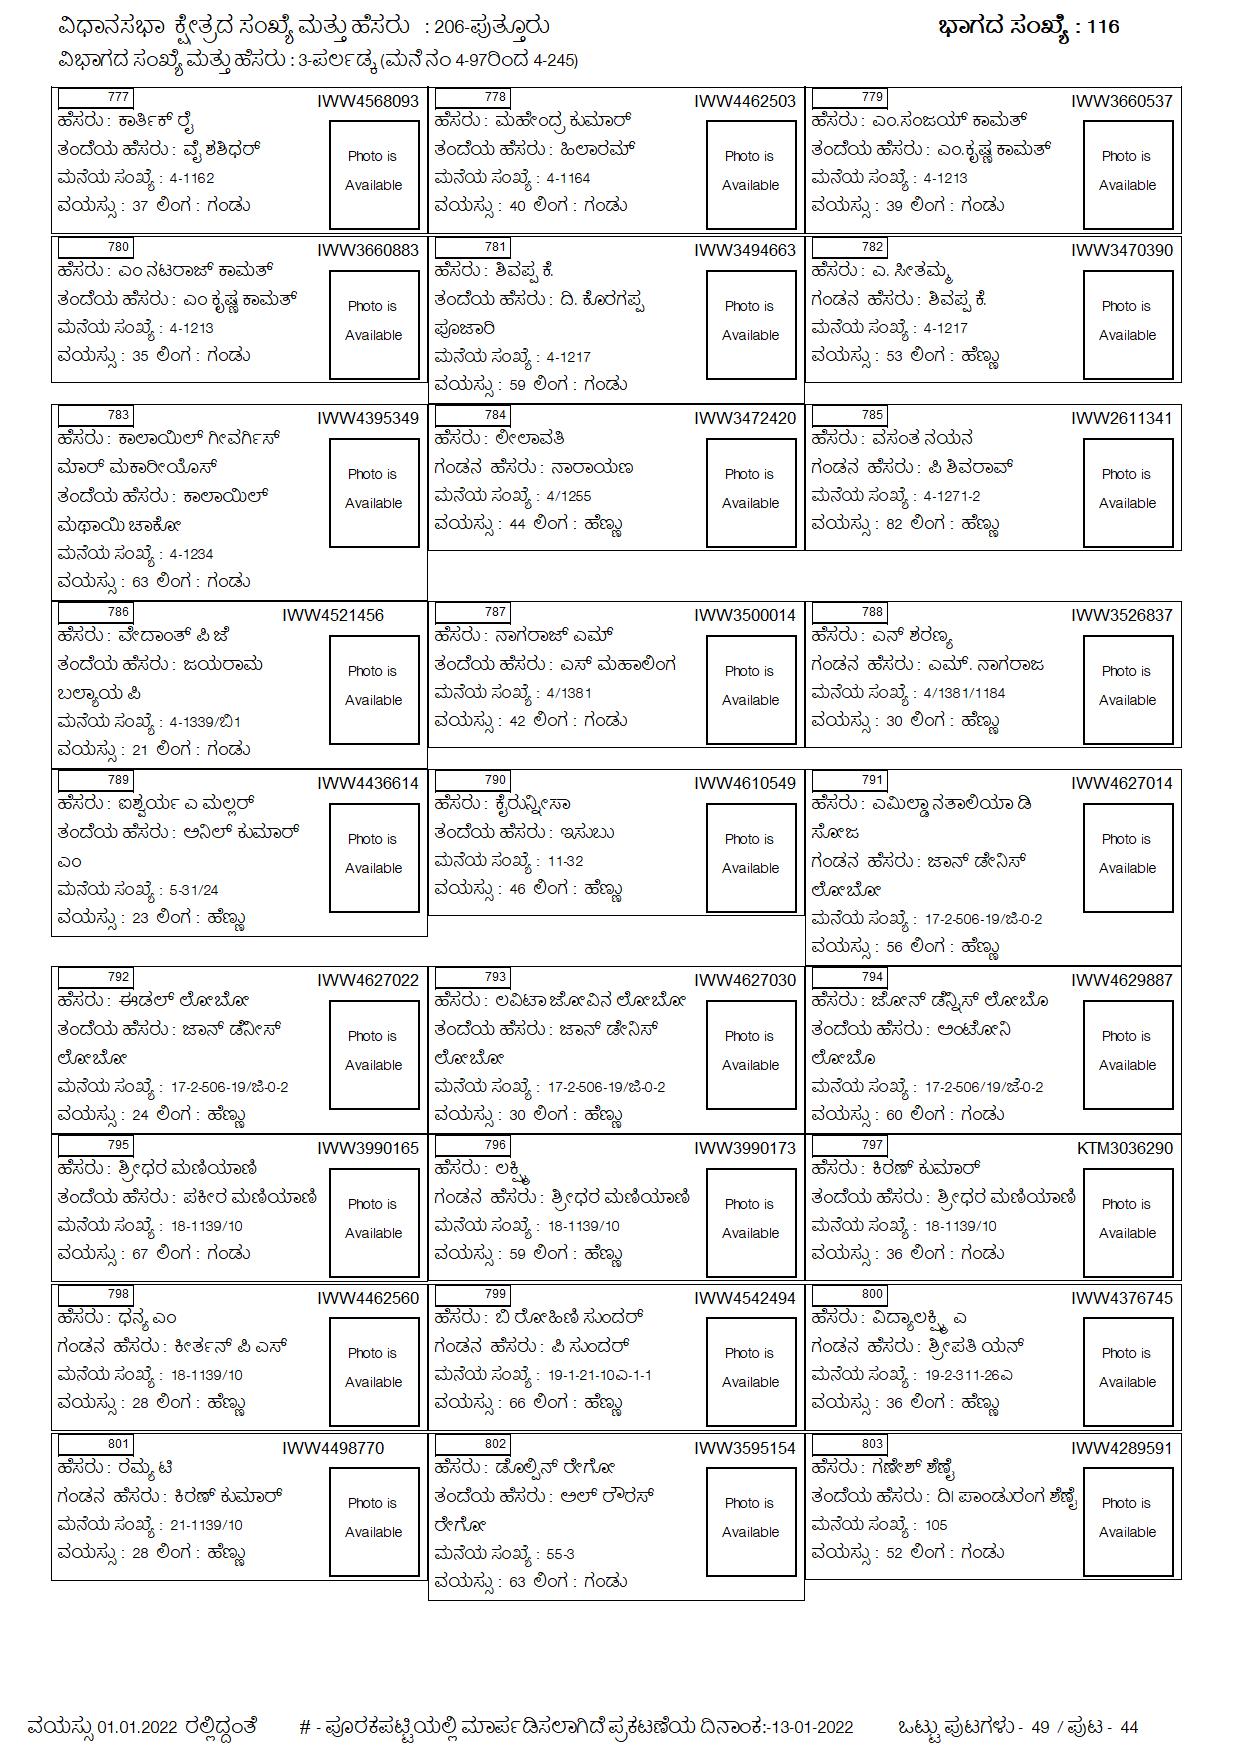 ವಿಧಾನಸಭಾ ಕ್ಷೇತ್ರದ ಸಂಖ್ಯೆ ಮತ್ತು ಹೆಸರು : 206-ಪುತ್ತೂರು
ಭಾಗದ ಸಂಖ್ಯೆ : 116
ವಿಭಾಗದ ಸಂಖ್ಯೆ ಮತ್ತು ಹೆಸರು : 3-ಪರ್ಲಡ್ಕ (ಮನೆ ನಂ 4-97ರಿಂದ 4-245)
777 IWW4568093
ಹೆಸರು : ಕಾರ್ತಿಕ್ ರೈ
ತಂದೆಯ ಹೆಸರು : ವೈ ಶಶಿಧರ್
ಮನೆಯ ಸಂಖ್ಯೆ : 4-1162
ವಯಸ್ಸು : 37 ಲಿಂಗ : ಗಂಡು
Photo is
Available
778 IWW4462503
ಹೆಸರು : ಮಹೇಂದ್ರ ಕುಮಾರ್
ತಂದೆಯ ಹೆಸರು : ಹಿಲಾರಮ್
ಮನೆಯ ಸಂಖ್ಯೆ : 4-1164
ವಯಸ್ಸು : 40 ಲಿಂಗ : ಗಂಡು
Photo is
Available
779 IWW3660537
ಹೆಸರು : ಎಂ.ಸಂಜಯ್ ಕಾಮತ್
ತಂದೆಯ ಹೆಸರು : ಎಂ.ಕೃಷ್ಣ ಕಾಮತ್
ಮನೆಯ ಸಂಖ್ಯೆ : 4-1213
ವಯಸ್ಸು : 39 ಲಿಂಗ : ಗಂಡು
Photo is
Available
780 IWW3660883
ಹೆಸರು : ಎಂ ನಟರಾಜ್ ಕಾಮತ್
ತಂದೆಯ ಹೆಸರು : ಎಂ ಕೃಷ್ಣ ಕಾಮತ್
ಮನೆಯ ಸಂಖ್ಯೆ : 4-1213
ವಯಸ್ಸು : 35 ಲಿಂಗ : ಗಂಡು
Photo is
Available
781 IWW3494663
ಹೆಸರು : ಶಿವಪ್ಪ ಕೆ.
ತಂದೆಯ ಹೆಸರು : ದಿ. ಕೊರಗಪ್ಪ
ಪೂಜಾರಿ
ಮನೆಯ ಸಂಖ್ಯೆ : 4-1217
ವಯಸ್ಸು : 59 ಲಿಂಗ : ಗಂಡು
Photo is
Available
782 IWW3470390
ಹೆಸರು : ಎ. ಸೀತಮ್ಮ
ಗಂಡನ ಹೆಸರು : ಶಿವಪ್ಪ ಕೆ.
ಮನೆಯ ಸಂಖ್ಯೆ : 4-1217
ವಯಸ್ಸು : 53 ಲಿಂಗ : ಹೆಣ್ಣು
Photo is
Available
783 IWW4395349
ಹೆಸರು : ಕಾಲಾಯಿಲ್ ಗೀವರ್ಗಿಸ್
ಮಾರ್ ಮಕಾರೀಯೊಸ್
ತಂದೆಯ ಹೆಸರು : ಕಾಲಾಯಿಲ್
ಮಥಾಯಿ ಚಾಕೋ
ಮನೆಯ ಸಂಖ್ಯೆ : 4-1234
ವಯಸ್ಸು : 63 ಲಿಂಗ : ಗಂಡು
Photo is
Available
784 IWW3472420
ಹೆಸರು : ಲೀಲಾವತಿ
ಗಂಡನ ಹೆಸರು : ನಾರಾಯಣ
ಮನೆಯ ಸಂಖ್ಯೆ : 4/1255
ವಯಸ್ಸು : 44 ಲಿಂಗ : ಹೆಣ್ಣು
Photo is
Available
785 IWW2611341
ಹೆಸರು : ವಸಂತ ನಯನ
ಗಂಡನ ಹೆಸರು : ಪಿ ಶಿವರಾವ್
ಮನೆಯ ಸಂಖ್ಯೆ : 4-1271-2
ವಯಸ್ಸು : 82 ಲಿಂಗ : ಹೆಣ್ಣು
Photo is
Available
786 IWW4521456
ಹೆಸರು : ವೇದಾಂತ್ ಪಿ ಜೆ
ತಂದೆಯ ಹೆಸರು : ಜಯರಾಮ
ಬಲ್ಯಾಯ ಪಿ
ಮನೆಯ ಸಂಖ್ಯೆ : 4-1339/ಬಿ1
ವಯಸ್ಸು : 21 ಲಿಂಗ : ಗಂಡು
Photo is
Available
787 IWW3500014
ಹೆಸರು : ನಾಗರಾಜ್ ಎಮ್
ತಂದೆಯ ಹೆಸರು : ಎಸ್ ಮಹಾಲಿಂಗ
ಮನೆಯ ಸಂಖ್ಯೆ : 4/1381
ವಯಸ್ಸು : 42 ಲಿಂಗ : ಗಂಡು
Photo is
Available
788 IWW3526837
ಹೆಸರು : ಎನ್ ಶರಣ್ಯ
ಗಂಡನ ಹೆಸರು : ಎಮ್. ನಾಗರಾಜ
ಮನೆಯ ಸಂಖ್ಯೆ : 4/1381/1184
ವಯಸ್ಸು : 30 ಲಿಂಗ : ಹೆಣ್ಣು
Photo is
Available
789 IWW4436614
ಹೆಸರು : ಐಶ್ವರ್ಯ ಎ ಮಲ್ಲರ್
ತಂದೆಯ ಹೆಸರು : ಅನಿಲ್ ಕುಮಾರ್
ಎಂ
ಮನೆಯ ಸಂಖ್ಯೆ : 5-31/24
ವಯಸ್ಸು : 23 ಲಿಂಗ : ಹೆಣ್ಣು
Photo is
Available
790 IWW4610549
ಹೆಸರು : ಕೈರುನ್ನೀಸಾ
ತಂದೆಯ ಹೆಸರು : ಇಸುಬು
ಮನೆಯ ಸಂಖ್ಯೆ : 11-32
ವಯಸ್ಸು : 46 ಲಿಂಗ : ಹೆಣ್ಣು
Photo is
Available
791 IWW4627014
ಹೆಸರು : ಎಮಿಲ್ಡಾ ನತಾಲಿಯಾ ಡಿ
ಸೋಜ
ಗಂಡನ ಹೆಸರು : ಜಾನ್ ಡೇನಿಸ್
ಲೋಬೋ
ಮನೆಯ ಸಂಖ್ಯೆ : 17-2-506-19/ಜಿ-0-2
ವಯಸ್ಸು : 56 ಲಿಂಗ : ಹೆಣ್ಣು
Photo is
Available
792 IWW4627022
ಹೆಸರು : ಈಡಲ್ ಲೋಬೋ
ತಂದೆಯ ಹೆಸರು : ಜಾನ್ ಡೆನೀಸ್
ಲೋಬೋ
ಮನೆಯ ಸಂಖ್ಯೆ : 17-2-506-19/ಜಿ-0-2
ವಯಸ್ಸು : 24 ಲಿಂಗ : ಹೆಣ್ಣು
Photo is
Available
793 IWW4627030
ಹೆಸರು : ಲವಿಟಾ ಜೋವಿನ ಲೋಬೋ
ತಂದೆಯ ಹೆಸರು : ಜಾನ್ ಡೇನಿಸ್
ಲೋಬೋ
ಮನೆಯ ಸಂಖ್ಯೆ : 17-2-506-19/ಜಿ-0-2
ವಯಸ್ಸು : 30 ಲಿಂಗ : ಹೆಣ್ಣು
Photo is
Available
794 IWW4629887
ಹೆಸರು : ಜೋನ್ ಡೆನ್ನಿಸ್ ಲೋಬೊ
ತಂದೆಯ ಹೆಸರು : ಅಂಟೋನಿ
ಲೋಬೊ
ಮನೆಯ ಸಂಖ್ಯೆ : 17-2-506/19/ಜೆ-0-2
ವಯಸ್ಸು : 60 ಲಿಂಗ : ಗಂಡು
Photo is
Available
795 IWW3990165
ಹೆಸರು : ಶ್ರೀಧರ ಮಣಿಯಾಣಿ
ತಂದೆಯ ಹೆಸರು : ಪಕೀರ ಮಣಿಯಾಣಿ
ಮನೆಯ ಸಂಖ್ಯೆ : 18-1139/10
ವಯಸ್ಸು : 67 ಲಿಂಗ : ಗಂಡು
Photo is
Available
796 IWW3990173
ಹೆಸರು : ಲಕ್ಷ್ಮಿ
ಗಂಡನ ಹೆಸರು : ಶ್ರೀಧರ ಮಣಿಯಾಣಿ
ಮನೆಯ ಸಂಖ್ಯೆ : 18-1139/10
ವಯಸ್ಸು : 59 ಲಿಂಗ : ಹೆಣ್ಣು
Photo is
Available
797 KTM3036290
ಹೆಸರು : ಕಿರಣ್ ಕುಮಾರ್
ತಂದೆಯ ಹೆಸರು : ಶ್ರೀಧರ ಮಣಿಯಾಣಿ
ಮನೆಯ ಸಂಖ್ಯೆ : 18-1139/10
ವಯಸ್ಸು : 36 ಲಿಂಗ : ಗಂಡು
Photo is
Available
798 IWW4462560
ಹೆಸರು : ಧನ್ಯ ಎಂ
ಗಂಡನ ಹೆಸರು : ಕೀರ್ತನ್ ಪಿ ಎಸ್
ಮನೆಯ ಸಂಖ್ಯೆ : 18-1139/10
ವಯಸ್ಸು : 28 ಲಿಂಗ : ಹೆಣ್ಣು
Photo is
Available
799 IWW4542494
ಹೆಸರು : ಬಿ ರೋಹಿಣಿ ಸುಂದರ್
ಗಂಡನ ಹೆಸರು : ಪಿ ಸುಂದರ್
ಮನೆಯ ಸಂಖ್ಯೆ : 19-1-21-10ಎ-1-1
ವಯಸ್ಸು : 66 ಲಿಂಗ : ಹೆಣ್ಣು
Photo is
Available
800 IWW4376745
ಹೆಸರು : ವಿದ್ಯಾಲಕ್ಷ್ಮಿ ಎ
ಗಂಡನ ಹೆಸರು : ಶ್ರೀಪತಿ ಯನ್
ಮನೆಯ ಸಂಖ್ಯೆ : 19-2-311-26ಎ
ವಯಸ್ಸು : 36 ಲಿಂಗ : ಹೆಣ್ಣು
Photo is
Available
801 IWW4498770
ಹೆಸರು : ರಮ್ಯ ಟಿ
ಗಂಡನ ಹೆಸರು : ಕಿರಣ್ ಕುಮಾರ್
ಮನೆಯ ಸಂಖ್ಯೆ : 21-1139/10
ವಯಸ್ಸು : 28 ಲಿಂಗ : ಹೆಣ್ಣು
Photo is
Available
802 IWW3595154
ಹೆಸರು : ಡೊಲ್ಪಿನ್ ರೇಗೋ
ತಂದೆಯ ಹೆಸರು : ಅಲ್ ರೌರಸ್
ರೇಗೋ
ಮನೆಯ ಸಂಖ್ಯೆ : 55-3
ವಯಸ್ಸು : 63 ಲಿಂಗ : ಗಂಡು
Photo is
Available
803 IWW4289591
ಹೆಸರು : ಗಣೇಶ್ ಶೆಣೈ
ತಂದೆಯ ಹೆಸರು : ದಿ| ಪಾಂಡುರಂಗ ಶೆಣೈ
ಮನೆಯ ಸಂಖ್ಯೆ : 105
ವಯಸ್ಸು : 52 ಲಿಂಗ : ಗಂಡು
Photo is
Available
ವಯಸ್ಸು 01.01.2022 ರಲ್ಲಿದ್ದಂತೆ # - ಪೂರಕಪಟ್ಟಿಯಲ್ಲಿ ಮಾರ್ಪಡಿಸಲಾಗಿದೆ ಪ್ರಕಟಣೆಯ ದಿನಾಂಕ:-13-01-2022 ಒಟ್ಟು ಪುಟಗಳು - 49 / ಪುಟ - 44